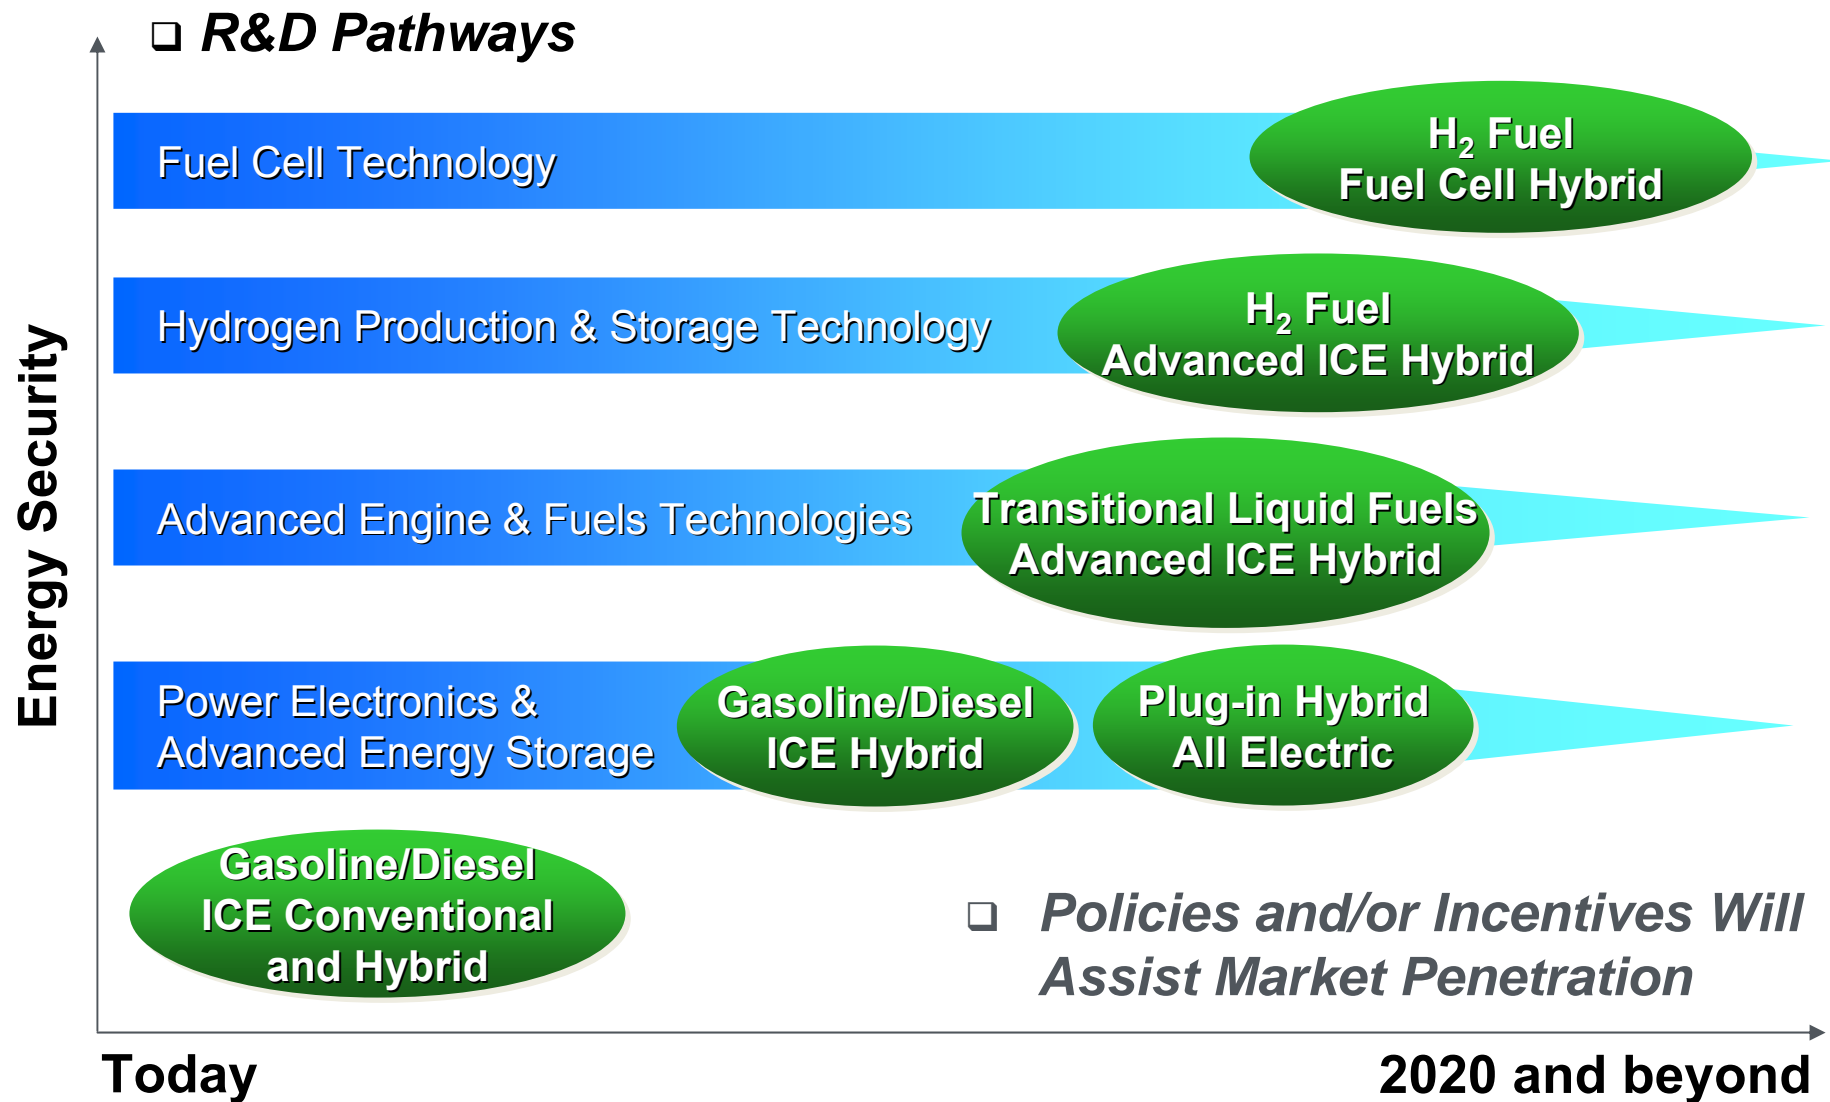 ❑ R&D Pathways
Fuel Cell Technology
H₂ Fuel
Fuel Cell Hybrid
Hydrogen Production & Storage Technology
H₂ Fuel
Advanced ICE Hybrid
Advanced Engine & Fuels Technologies
Transitional Liquid Fuels
Advanced ICE Hybrid
Power Electronics &
Advanced Energy Storage
Gasoline/Diesel
ICE Hybrid
Plug-in Hybrid
All Electric
Gasoline/Diesel
ICE Conventional
and Hybrid
❑ Policies and/or Incentives Will
Assist Market Penetration
Energy Security
Today
2020 and beyond